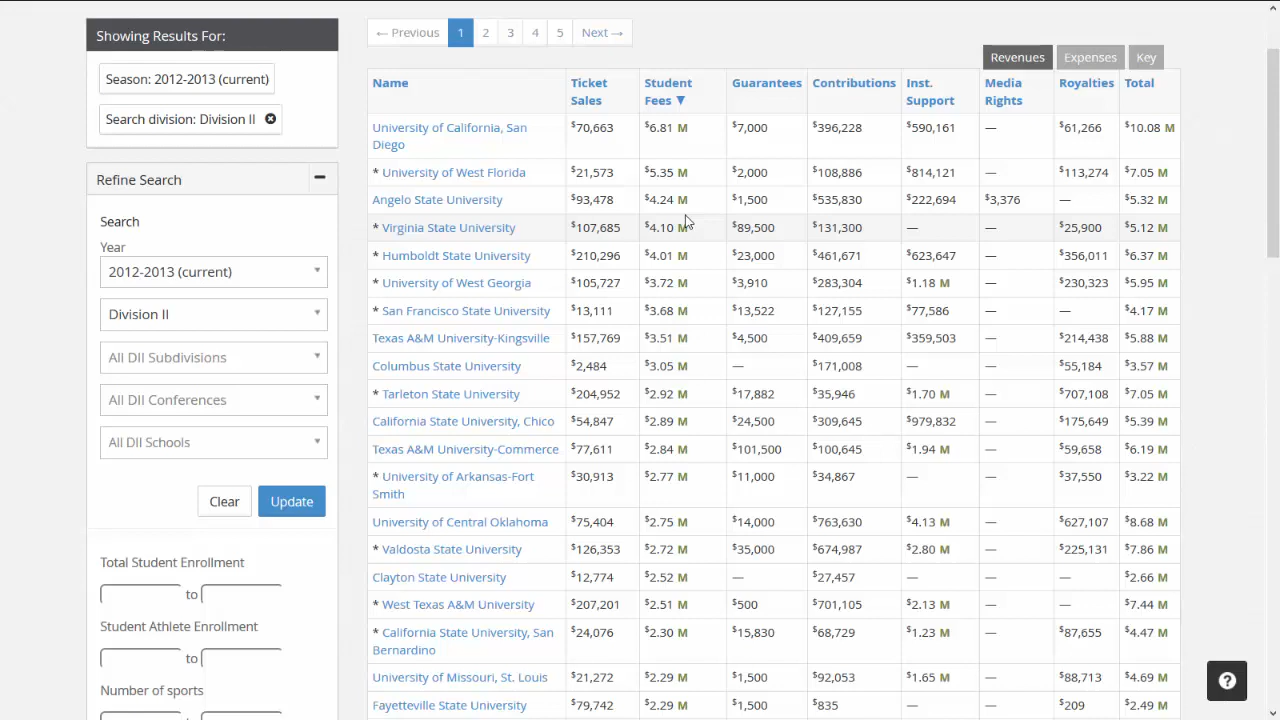 Showing Results For:
Season: 2012-2013 (current)
Search division: Division II
Refine Search
Search
Year
2012-2013 (current)
Division II
All DII Subdivisions
All DII Conferences
All DII Schools
Clear Update
Total Student Enrollment
to
Student Athlete Enrollment
to
Number of sports
← Previous 1 2 3 4 5 Next →
Revenues Expenses Key
Name Ticket Sales Student Fees ▼ Guarantees Contributions Inst. Support Media Rights Royalties Total
University of California, San Diego $70,663 $6.81 M $7,000 $396,228 $590,161 — $61,266 $10.08 M
* University of West Florida $21,573 $5.35 M $2,000 $108,886 $814,121 — $113,274 $7.05 M
Angelo State University $93,478 $4.24 M $1,500 $535,830 $222,694 $3,376 — $5.32 M
* Virginia State University $107,685 $4.10 M $89,500 $131,300 — — $25,900 $5.12 M
* Humboldt State University $210,296 $4.01 M $23,000 $461,671 $623,647 — $356,011 $6.37 M
* University of West Georgia $105,727 $3.72 M $3,910 $283,304 $1.18 M — $230,323 $5.95 M
* San Francisco State University $13,111 $3.68 M $13,522 $127,155 $77,586 — — $4.17 M
Texas A&M University-Kingsville $157,769 $3.51 M $4,500 $409,659 $359,503 — $214,438 $5.88 M
Columbus State University $2,484 $3.05 M — $171,008 — — $55,184 $3.57 M
* Tarleton State University $204,952 $2.92 M $17,882 $35,946 $1.70 M — $707,108 $7.05 M
California State University, Chico $54,847 $2.89 M $24,500 $309,645 $979,832 — $175,649 $5.39 M
Texas A&M University-Commerce $77,611 $2.84 M $101,500 $100,645 $1.94 M — $59,658 $6.19 M
* University of Arkansas-Fort Smith $30,913 $2.77 M $11,000 $34,867 — — $37,550 $3.22 M
University of Central Oklahoma $75,404 $2.75 M $14,000 $763,630 $4.13 M — $627,107 $8.68 M
* Valdosta State University $126,353 $2.72 M $35,000 $674,987 $2.80 M — $225,131 $7.86 M
Clayton State University $12,774 $2.52 M — $27,457 — — — $2.66 M
* West Texas A&M University $207,201 $2.51 M $500 $701,105 $2.13 M — — $7.44 M
* California State University, San Bernardino $24,076 $2.30 M $15,830 $68,729 $1.23 M — $87,655 $4.47 M
University of Missouri, St. Louis $21,272 $2.29 M $1,500 $92,053 $1.65 M — $88,713 $4.69 M
Fayetteville State University $79,742 $2.29 M $1,500 $835 — — $209 $2.49 M
?